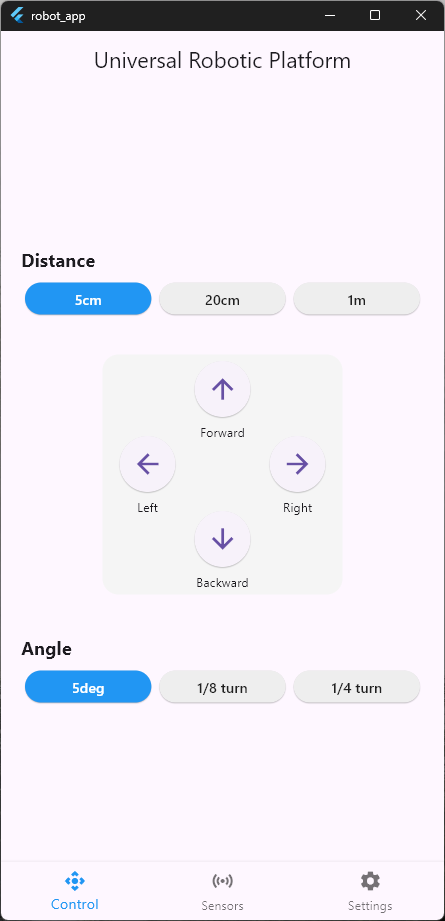 robot_app
Universal Robotic Platform
Distance
5cm 20cm 1m
Forward
Left Right
Backward
Angle
5deg 1/8 turn 1/4 turn
Control Sensors Settings